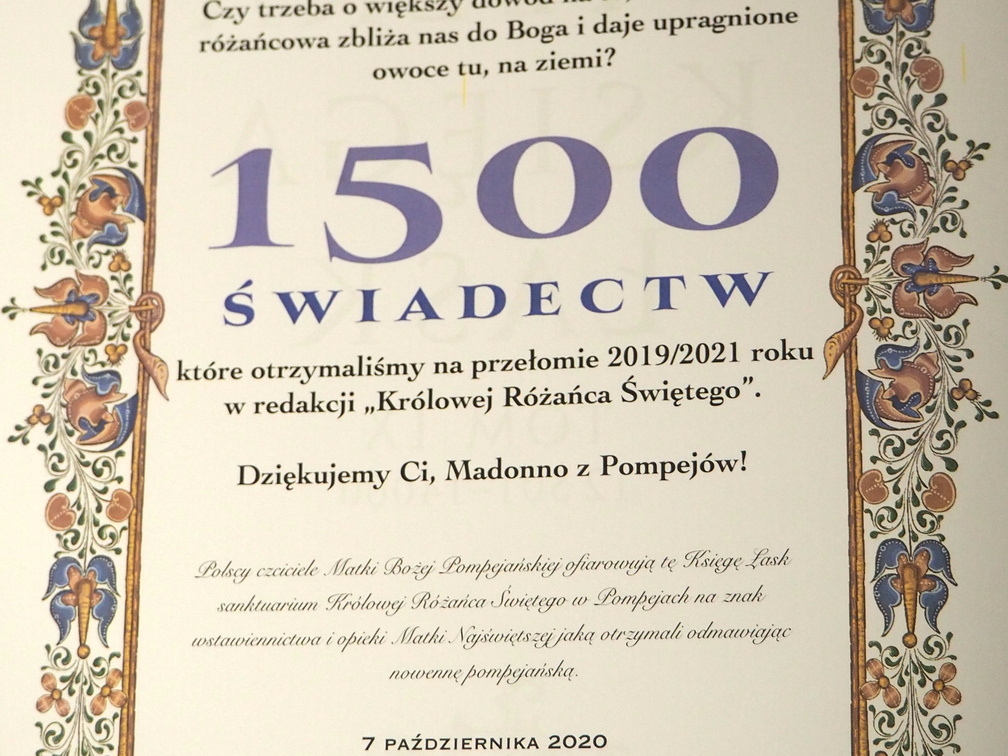 Czy trzeba o większy dowód na
różańcowa zbliża nas do Boga i daje upragnione
owoce tu, na ziemi?
1500
ŚWIADECTW
które otrzymaliśmy na przełomie 2019/2021 roku
w redakcji „Królowej Różańca Świętego”.
Dziękujemy Ci, Madonno z Pompejów!
Polscy czciciele Matki Bożej Pompejańskiej ofiarowują tę Księgę Łask
sanktuarium Królowej Różańca Świętego w Pompejach na znak
wstawiennictwa i opieki Matki Najświętszej jaką otrzymali odmawiając
nowennę pompejańską.
7 PAŹDZIERNIKA 2020